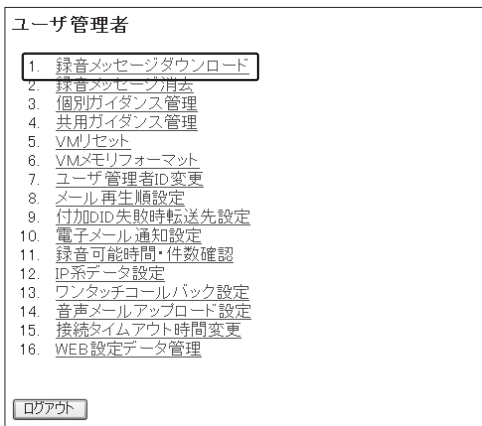 ユーザ管理者
1. 録音メッセージダウンロード
2. 録音メッセージ消去
3. 個別ガイダンス管理
4. 共用ガイダンス管理
5. VMリセット
6. VMメモリフォーマット
7. ユーザ管理者ID変更
8. メール再生順設定
9. 付加DID失敗時転送先設定
10. 電子メール通知設定
11. 録音可能時間・件数確認
12. IP系データ設定
13. ワンタッチコールバック設定
14. 音声メールアップロード設定
15. 接続タイムアウト時間変更
16. WEB設定データ管理
ログアウト